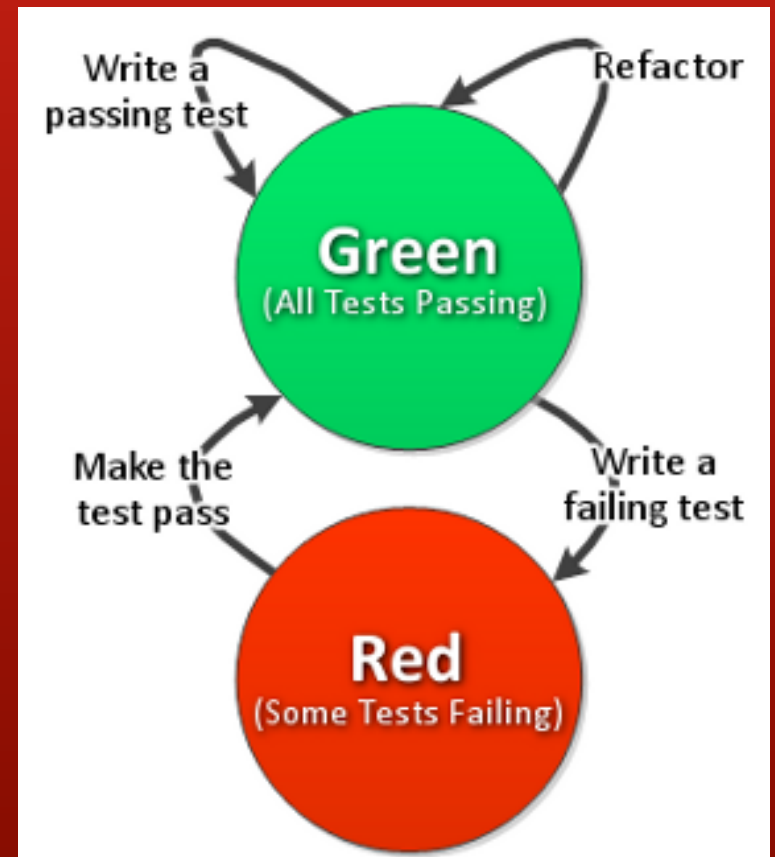 Write a
passing test
Refactor
Green
(All Tests Passing)
Make the
test pass
Write a
failing test
Red
(Some Tests Failing)